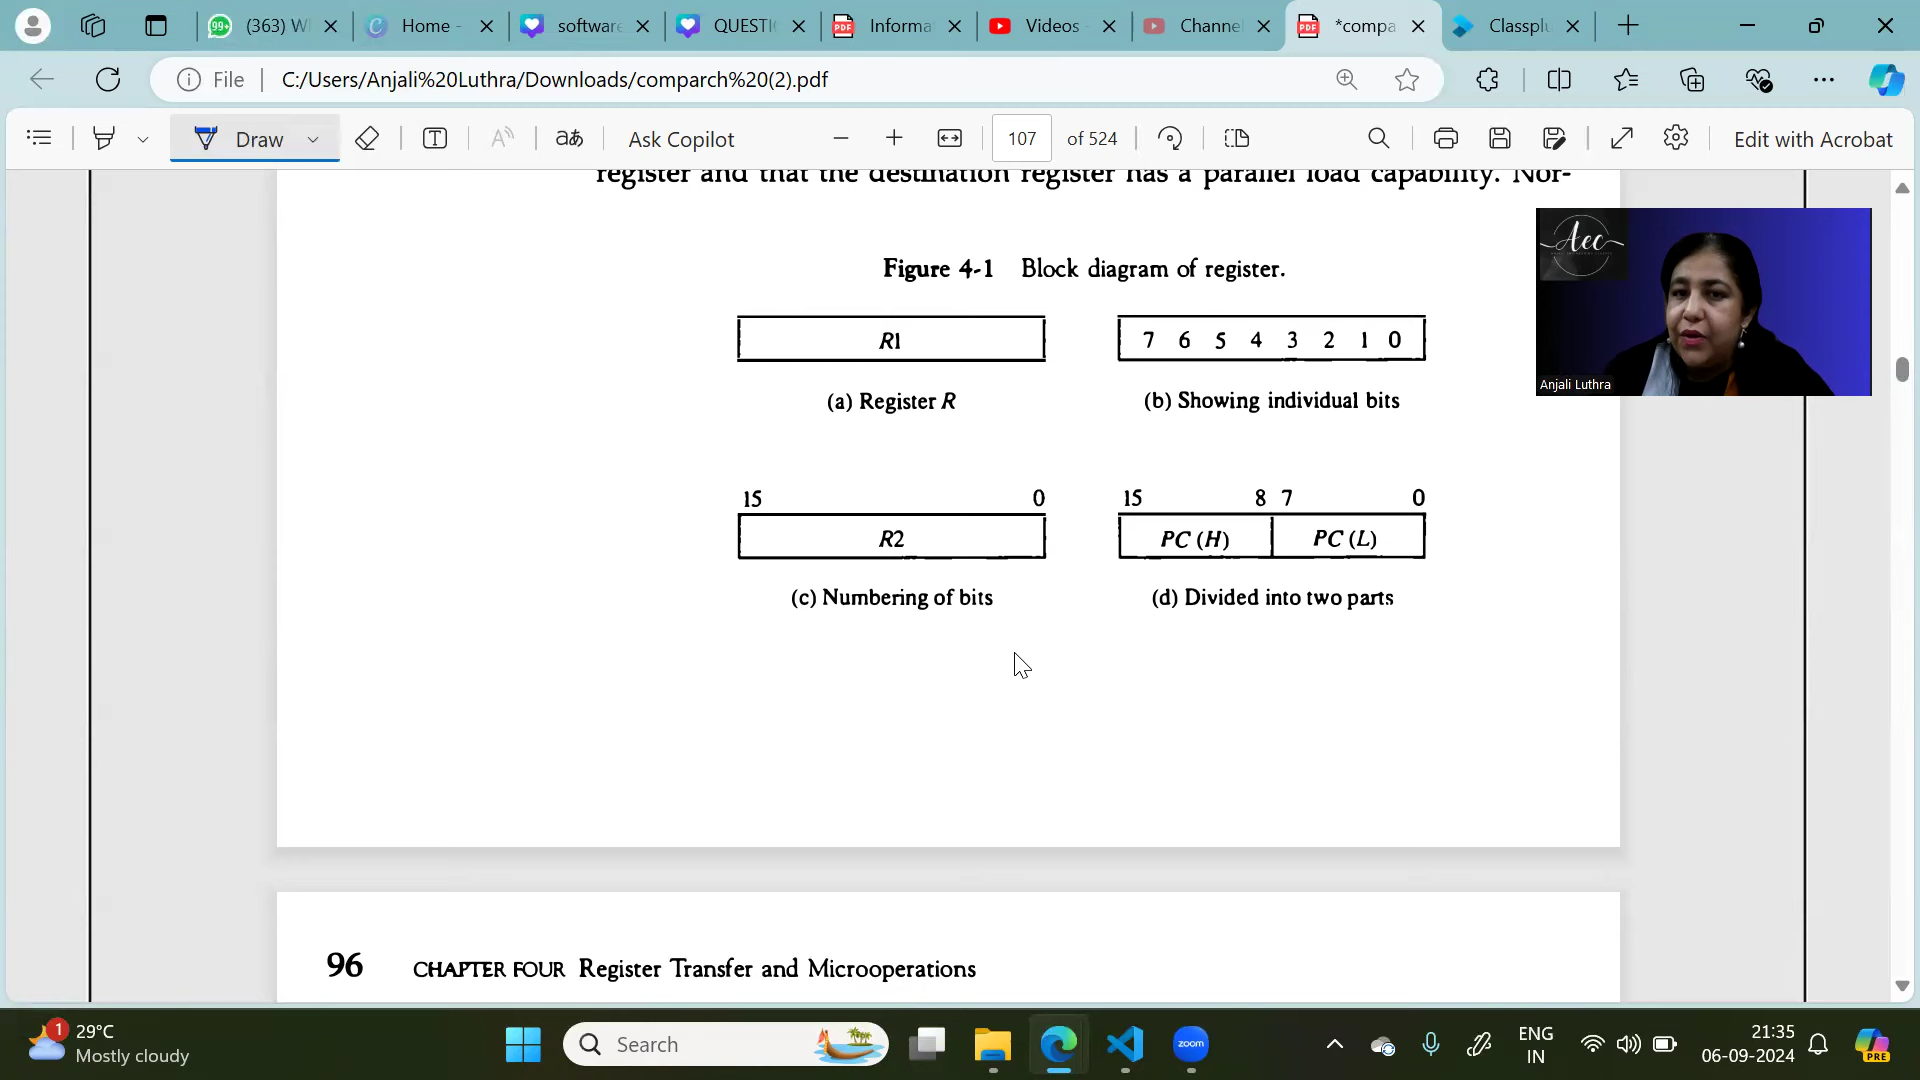 (363) W
Home -
software
QUESTI
Informa
Videos -
Channel
*compa
Classplu
File
C:/Users/Anjali%20Luthra/Downloads/comparch%20(2).pdf
Draw
Ask Copilot
107
of 524
Edit with Acrobat
register and that the destination register has a parallel load capability. Nor-
Figure 4-1 Block diagram of register.
R1
7 6 5 4 3 2 1 0
(a) Register R
(b) Showing individual bits
Aec
Anjali Luthra
15 0
15 8 7 0
R2
PC (H) PC (L)
(c) Numbering of bits
(d) Divided into two parts
96 CHAPTER FOUR Register Transfer and Microoperations
1
29°C
Mostly cloudy
Search
zoom
ENG
IN
21:35
06-09-2024
PRE